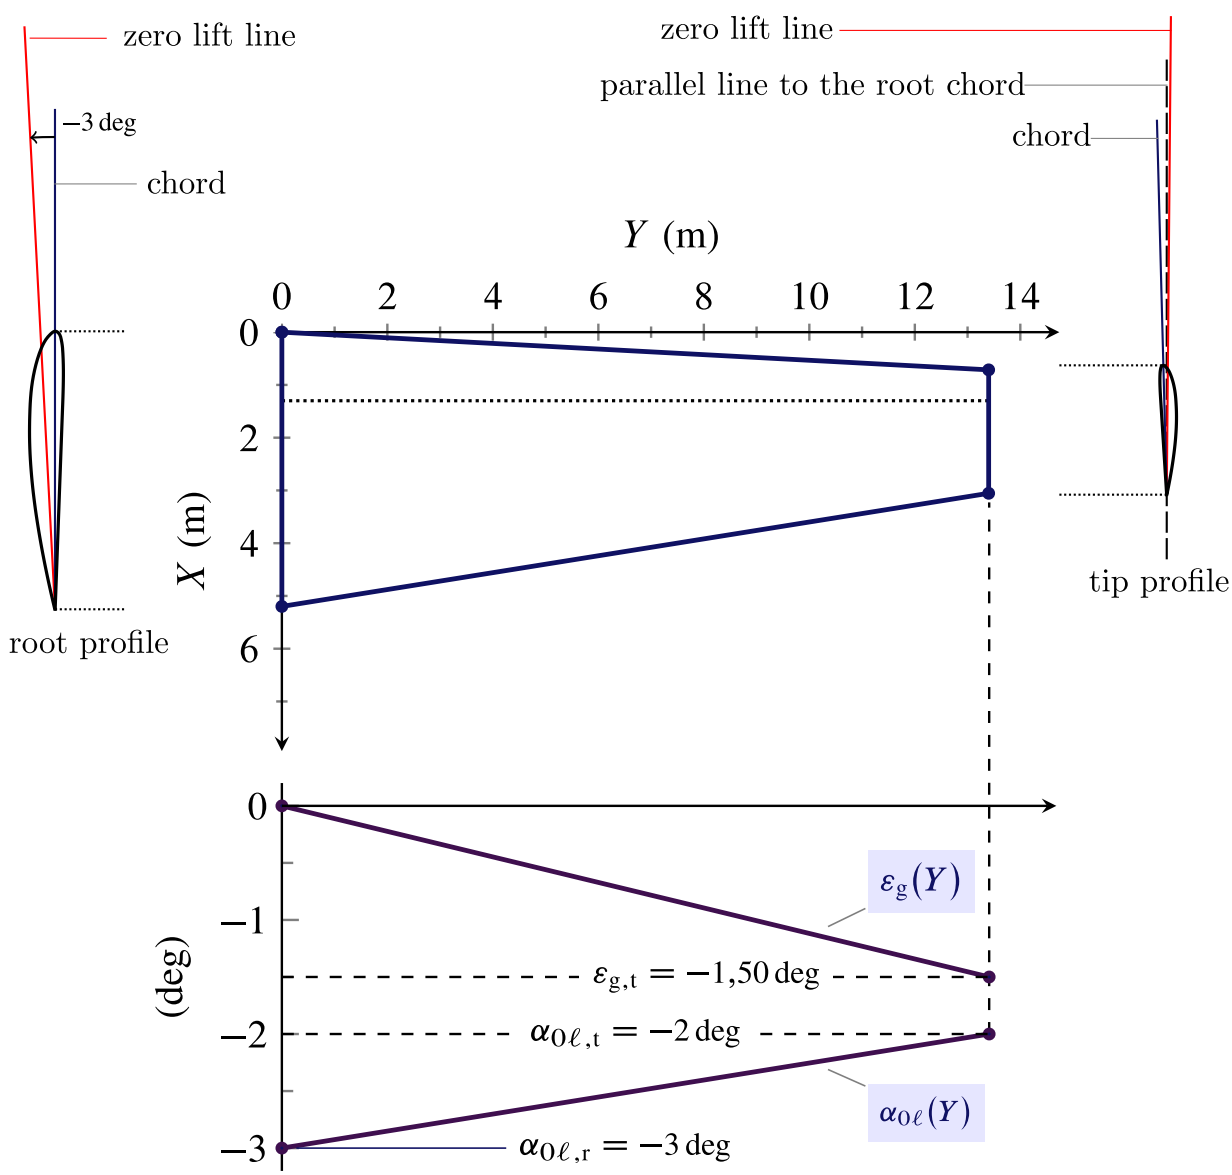 zero lift line
−3 deg
chord
root profile
zero lift line
parallel line to the root chord
chord
tip profile
Y (m)
0 2 4 6 8 10 12 14
0
2
4
6
X (m)
0
−1
−2
−3
(deg)
εg(Y)
εg,t = −1,50 deg
α0ℓ,t = −2 deg
α0ℓ(Y)
α0ℓ,r = −3 deg